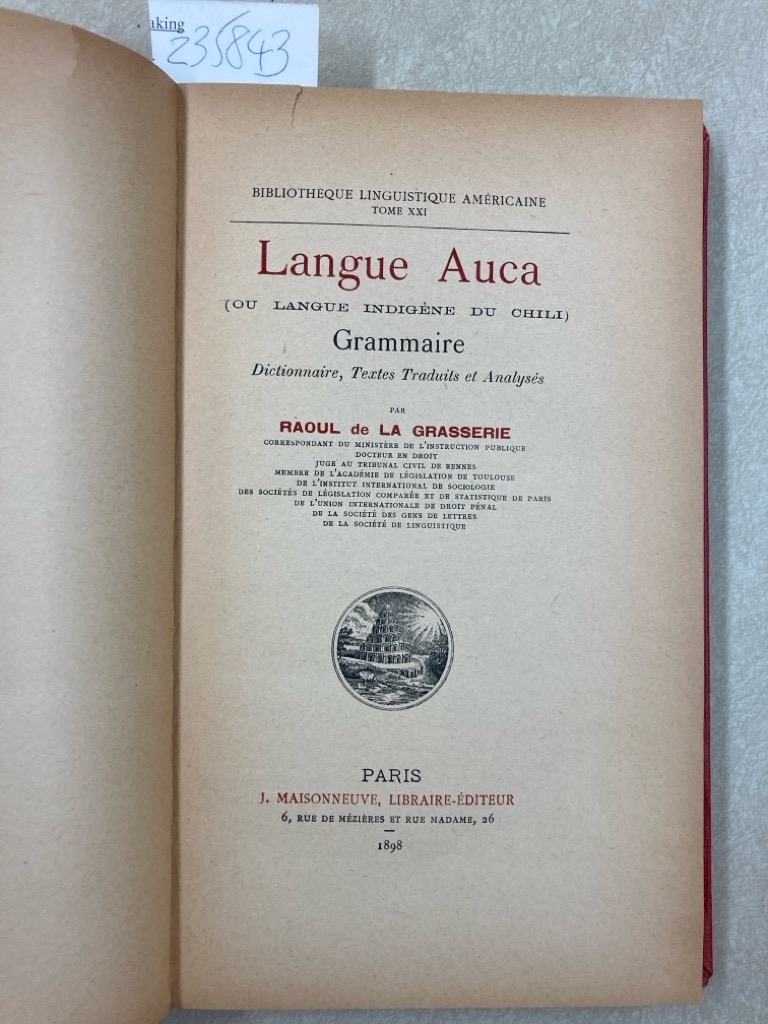 aking
235843
BIBLIOTHÈQUE LINGUISTIQUE AMÉRICAINE
TOME XXI
Langue Auca
(OU LANGUE INDIGÈNE DU CHILI)
Grammaire
Dictionnaire, Textes Traduits et Analysés
PAR
RAOUL de LA GRASSERIE
CORRESPONDANT DU MINISTÈRE DE L'INSTRUCTION PUBLIQUE
DOCTEUR EN DROIT
JUGE AU TRIBUNAL CIVIL DE RENNES
MEMBRE DE L'ACADÉMIE DE LÉGISLATION DE TOULOUSE
DE L'INSTITUT INTERNATIONAL DE SOCIOLOGIE
DES SOCIÉTÉS DE LÉGISLATION COMPARÉE ET DE STATISTIQUE DE PARIS
DE L'UNION INTERNATIONALE DE DROIT PÉNAL
DE LA SOCIÉTÉ DES GENS DE LETTRES
DE LA SOCIÉTÉ DE LINGUISTIQUE
PARIS
J. MAISONNEUVE, LIBRAIRE-ÉDITEUR
6, RUE DE MÉZIÈRES ET RUE MADAME, 26
1898